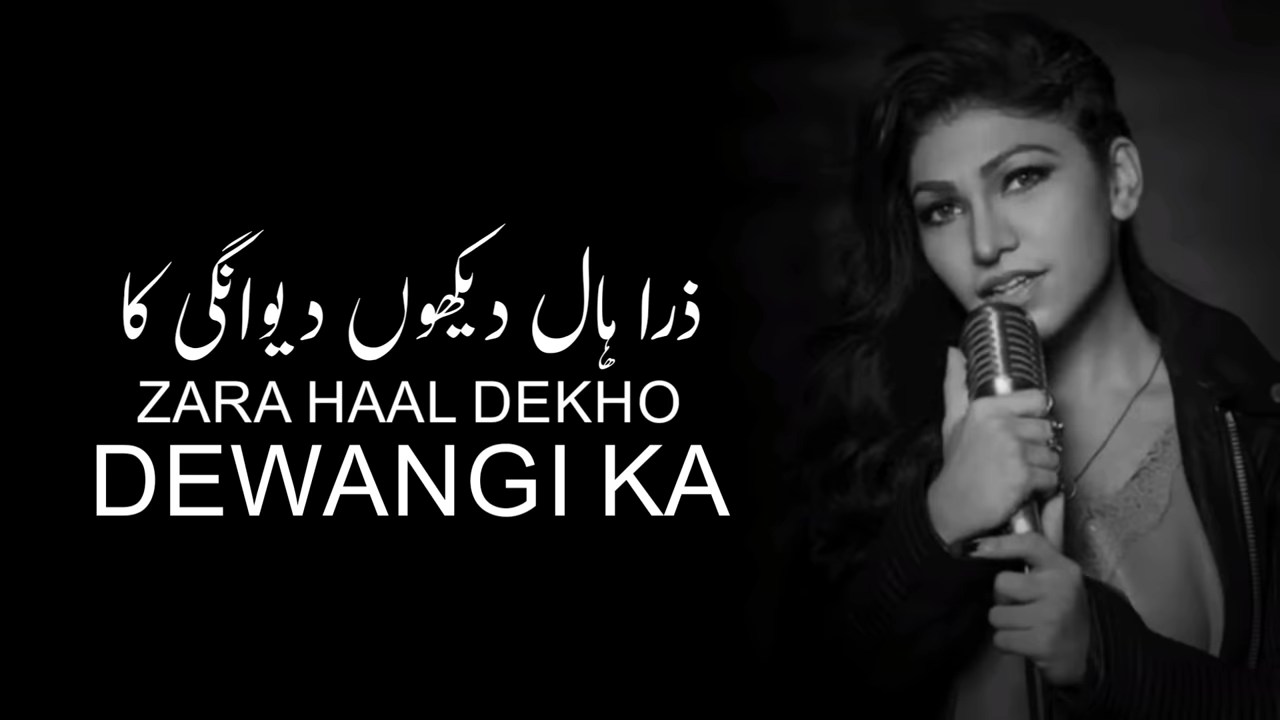 ذرا ہال دیکھوں دیوانگی کا
ZARA HAAL DEKHO
DEWANGI KA